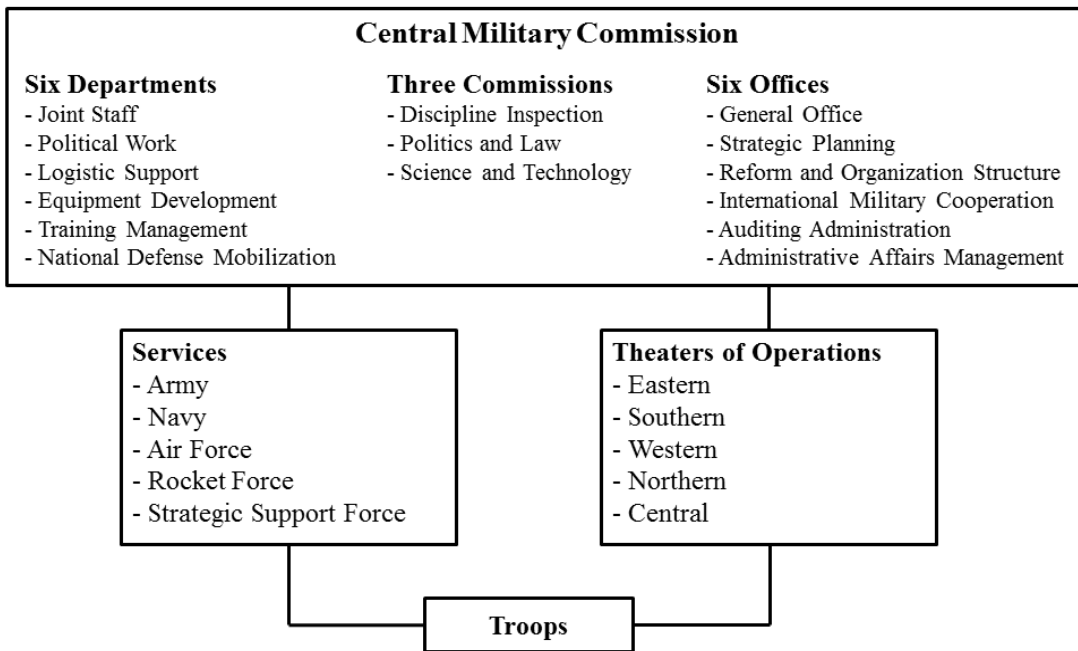 Central Military Commission
Six Departments
- Joint Staff
- Political Work
- Logistic Support
- Equipment Development
- Training Management
- National Defense Mobilization
Three Commissions
- Discipline Inspection
- Politics and Law
- Science and Technology
Six Offices
- General Office
- Strategic Planning
- Reform and Organization Structure
- International Military Cooperation
- Auditing Administration
- Administrative Affairs Management
Services
- Army
- Navy
- Air Force
- Rocket Force
- Strategic Support Force
Theaters of Operations
- Eastern
- Southern
- Western
- Northern
- Central
Troops